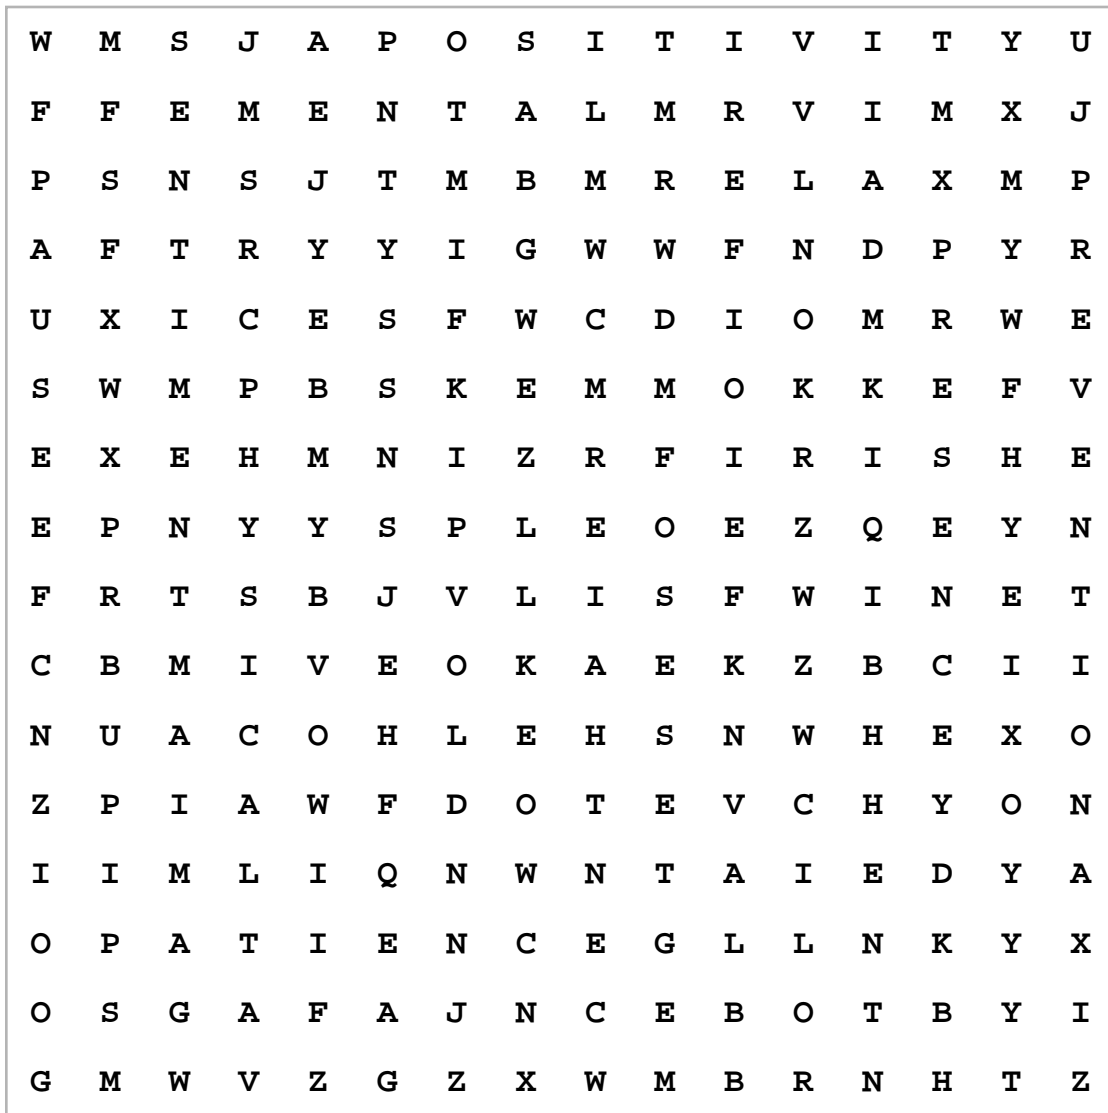 W M S J A P O S I T I V I T Y U
F F E M E N T A L M R V I M X J
P S N S J T M B M R E L A X M P
A F T R Y Y I G W W F N D P Y R
U X I C E S F W C D I O M R W E
S W M P B S K E M M O K K E F V
E X E H M N I Z R F I R I S H E
E P N Y Y S P L E O E Z Q E Y N
F R T S B J V L I S F W I N E T
C B M I V E O K A E K Z B C I I
N U A C O H L E H S N W H E X O
Z P I A W F D O T E V C H Y O N
I I M L I Q N W N T A I E D Y A
O P A T I E N C E G L L N K Y X
O S G A F A J N C E B O T B Y I
G M W V Z G Z X W M B R N H T Z